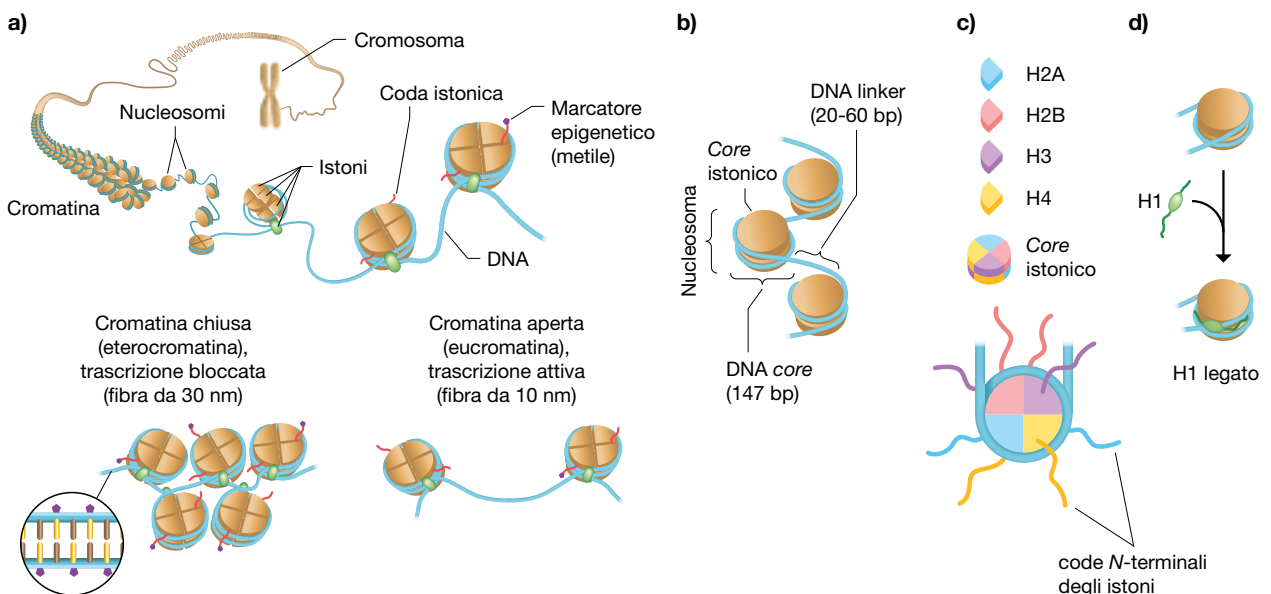 a)
Cromosoma
Nucleosomi
Coda istonica
Marcatore
epigenetico
(metile)
Istoni
Cromatina
DNA
Cromatina chiusa
(eterocromatina),
trascrizione bloccata
(fibra da 30 nm)
Cromatina aperta
(eucromatina),
trascrizione attiva
(fibra da 10 nm)
b)
DNA linker
(20-60 bp)
Core
istonico
Nucleosoma
DNA core
(147 bp)
c)
H2A
H2B
H3
H4
Core
istonico
code N-terminali
degli istoni
d)
H1
H1 legato